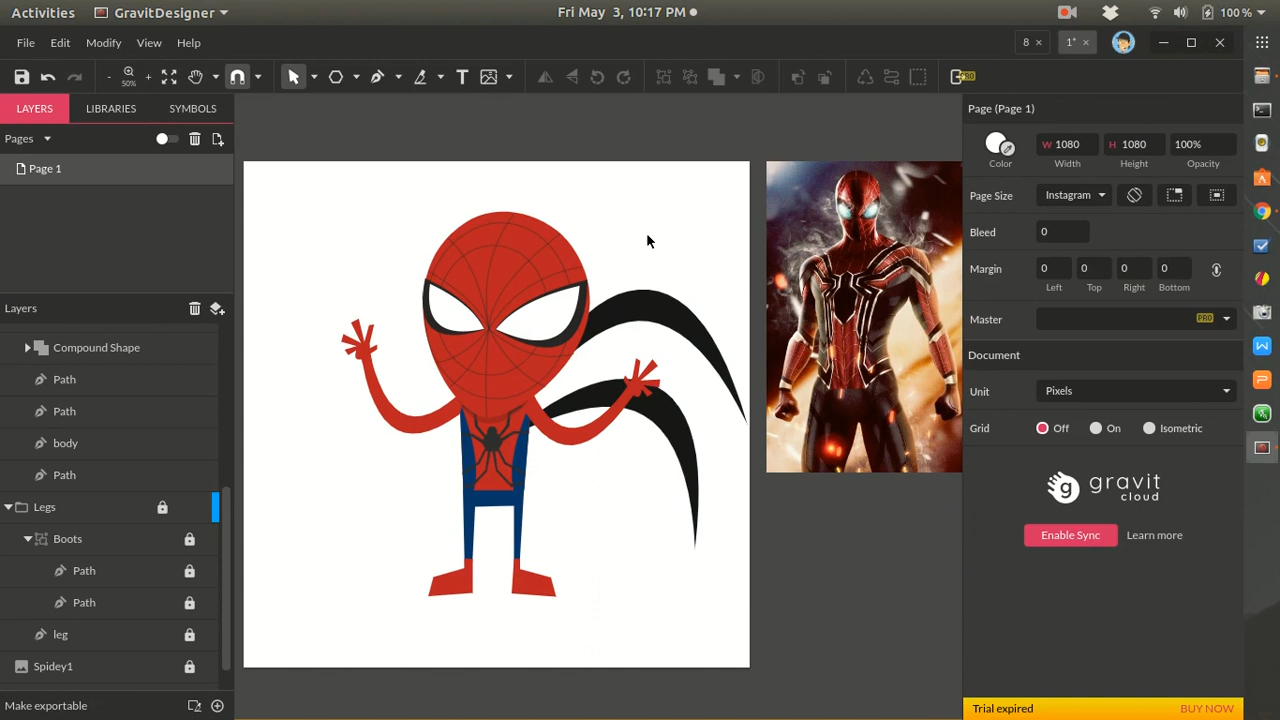 Activities GravitDesigner Fri May 3, 10:17 PM 100 %
File Edit Modify View Help 8 × 1* ×
- 50% + T PRO
LAYERS LIBRARIES SYMBOLS
Pages
Page 1
Layers
Compound Shape
Path
Path
body
Path
Legs
Boots
Path
Path
leg
Spidey1
Make exportable
Page (Page 1)
W 1080 H 1080 100%
Color Width Height Opacity
Page Size Instagram
Bleed 0
Margin 0 0 0 0
Left Top Right Bottom
Master PRO
Document
Unit Pixels
Grid Off On Isometric
g gravit
cloud
Enable Sync Learn more
Trial expired BUY NOW